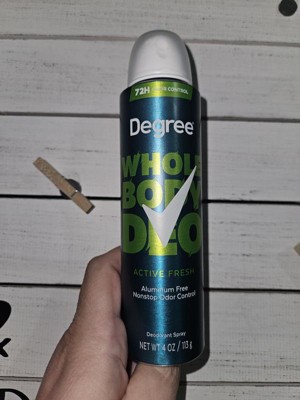 72H ODOR CONTROL
Degree
WHOLE
BODY
DEO
ACTIVE FRESH
Aluminum Free
Nonstop Odor Control
Deodorant Spray
NET WT 4 OZ / 113 g